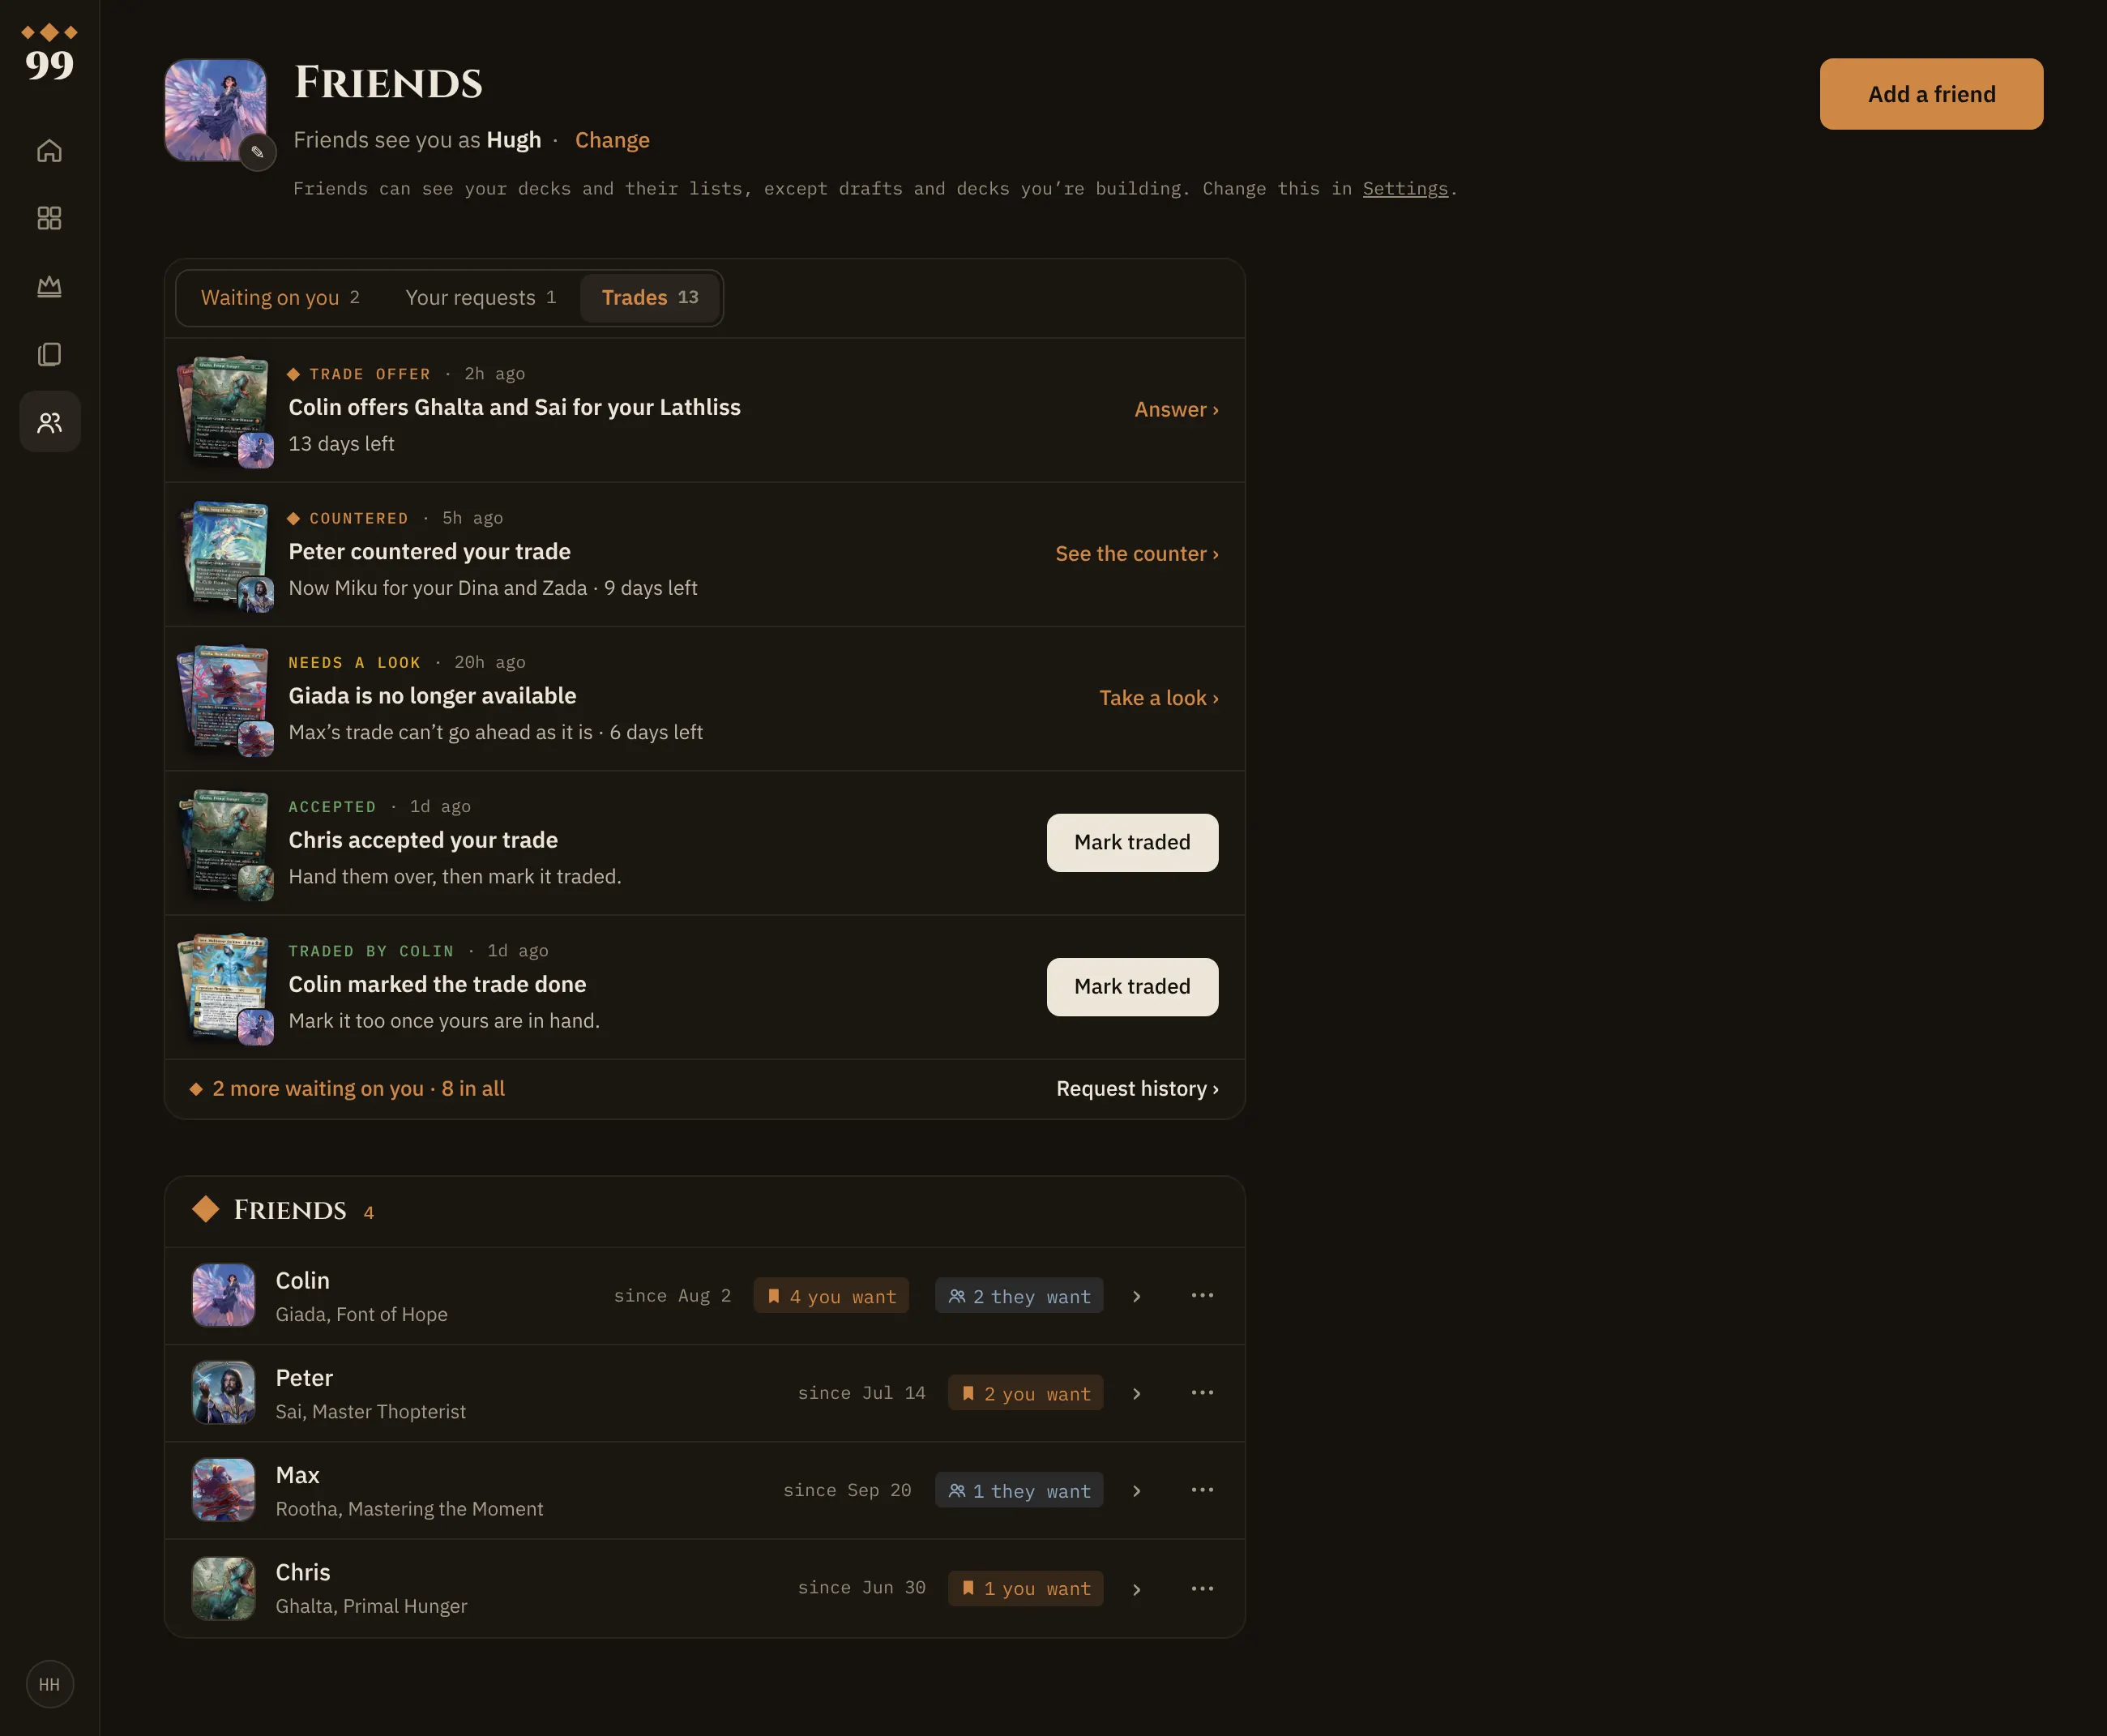 99
Friends
Friends see you as Hugh · Change
Friends can see your decks and their lists, except drafts and decks you’re building. Change this in Settings.
Add a friend
Waiting on you 2
Your requests 1
Trades 13
TRADE OFFER · 2h ago
Colin offers Ghalta and Sai for your Lathliss
13 days left
Answer ›
COUNTERED · 5h ago
Peter countered your trade
Now Miku for your Dina and Zada · 9 days left
See the counter ›
NEEDS A LOOK · 20h ago
Giada is no longer available
Max’s trade can’t go ahead as it is · 6 days left
Take a look ›
ACCEPTED · 1d ago
Chris accepted your trade
Hand them over, then mark it traded.
Mark traded
TRADED BY COLIN · 1d ago
Colin marked the trade done
Mark it too once yours are in hand.
Mark traded
2 more waiting on you · 8 in all
Request history ›
Friends 4
Colin
Giada, Font of Hope
since Aug 2
4 you want
2 they want
Peter
Sai, Master Thopterist
since Jul 14
2 you want
Max
Rootha, Mastering the Moment
since Sep 20
1 they want
Chris
Ghalta, Primal Hunger
since Jun 30
1 you want
HH